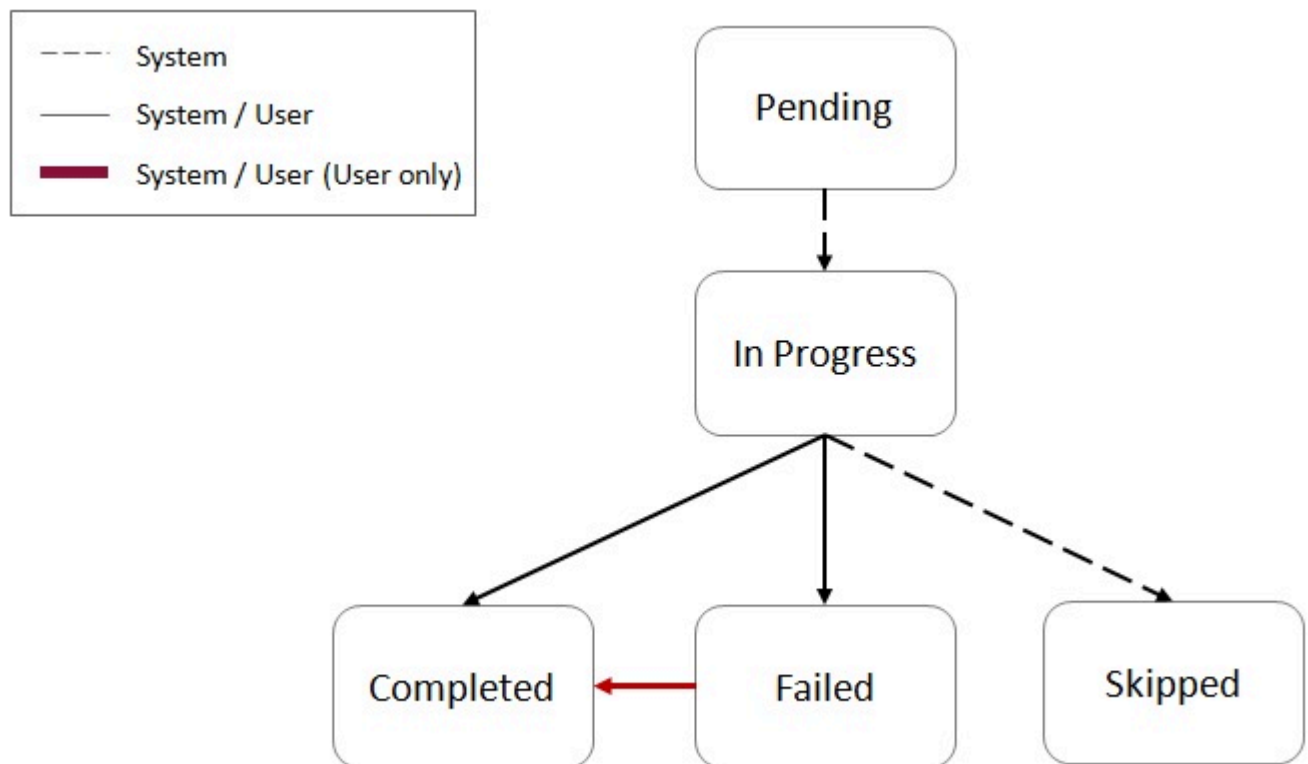 System
System / User
System / User (User only)
Pending
In Progress
Completed
Failed
Skipped